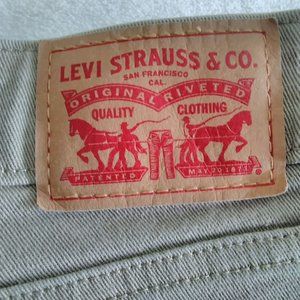 LEVI STRAUSS & CO.
SAN FRANCISCO
CAL.
ORIGINAL RIVETED
QUALITY CLOTHING
PATENTED MAY 20 1873